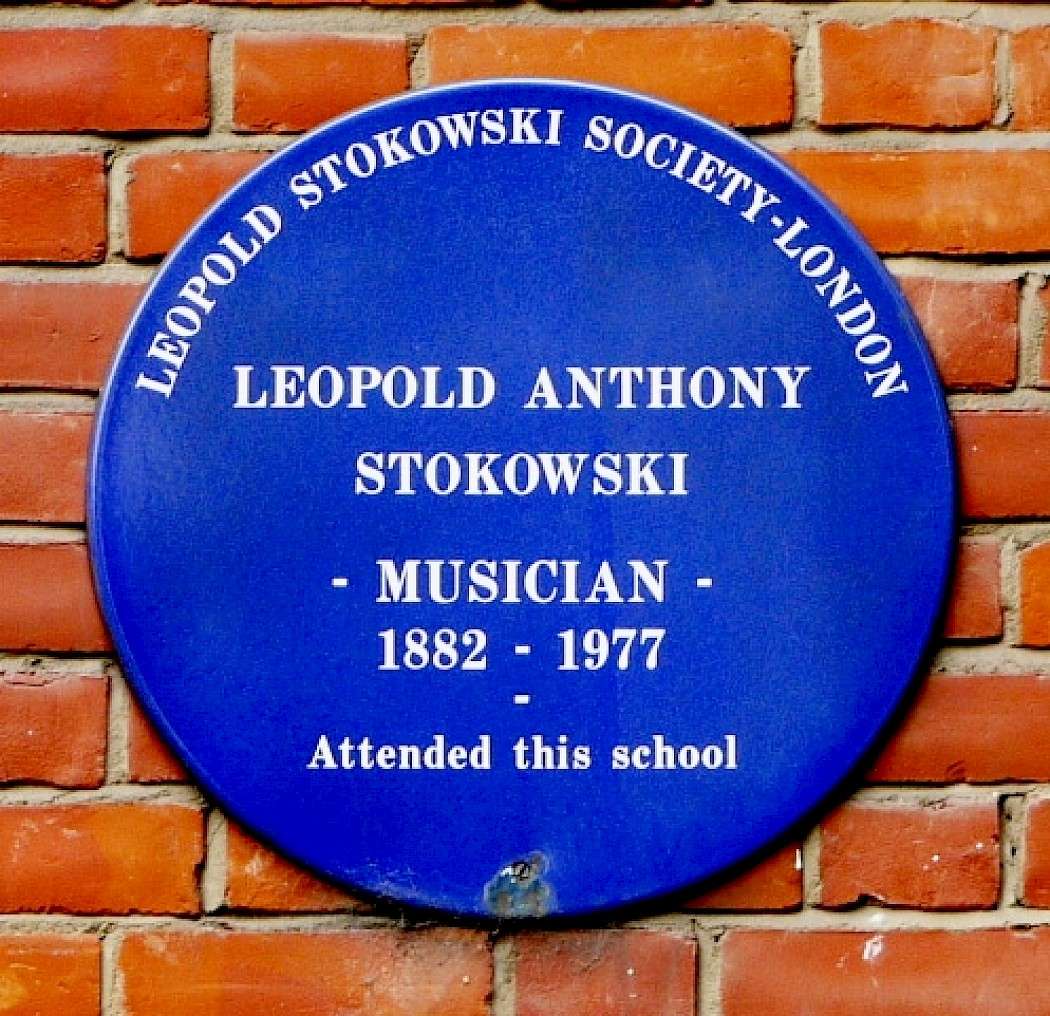 LEOPOLD STOKOWSKI SOCIETY-LONDON
LEOPOLD ANTHONY
STOKOWSKI
- MUSICIAN -
1882 - 1977
-
Attended this school